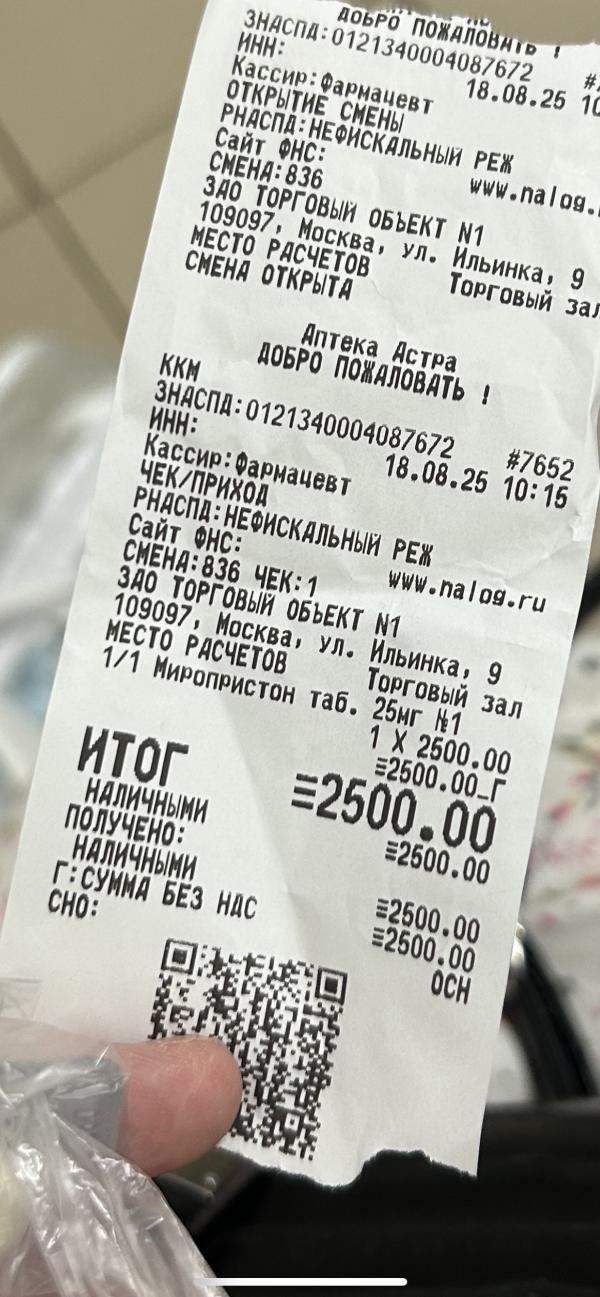 ДОБРО ПОЖАЛОВАТЬ !
ЗНАСПД:0121340004087672
ИНН: #
Кассир:Фармацевт 18.08.25 10
ОТКРЫТИЕ СМЕНЫ
РНАСПД:НЕФИСКАЛЬНЫЙ РЕЖ
Сайт ФНС:
СМЕНА:836 www.nalog.
ЗАО ТОРГОВЫЙ ОБЪЕКТ N1
109097, Москва, ул. Ильинка, 9
МЕСТО РАСЧЕТОВ Торговый зал
СМЕНА ОТКРЫТА
Аптека Астра
ДОБРО ПОЖАЛОВАТЬ !
ККМ
ЗНАСПД:0121340004087672 #7652
ИНН: 18.08.25 10:15
Кассир:Фармацевт
ЧЕК/ПРИХОД
РНАСПД:НЕФИСКАЛЬНЫЙ РЕЖ
Сайт ФНС: www.nalog.ru
СМЕНА:836 ЧЕК:1
ЗАО ТОРГОВЫЙ ОБЪЕКТ N1
109097, Москва, ул. Ильинка, 9
МЕСТО РАСЧЕТОВ Торговый зал
1/1 Миропристон таб. 25мг №1
1 X 2500.00
≡2500.00_Г
ИТОГ ≡2500.00
НАЛИЧНЫМИ ≡2500.00
ПОЛУЧЕНО:
НАЛИЧНЫМИ ≡2500.00
Г:СУММА БЕЗ НДС ≡2500.00
СНО: ОСН